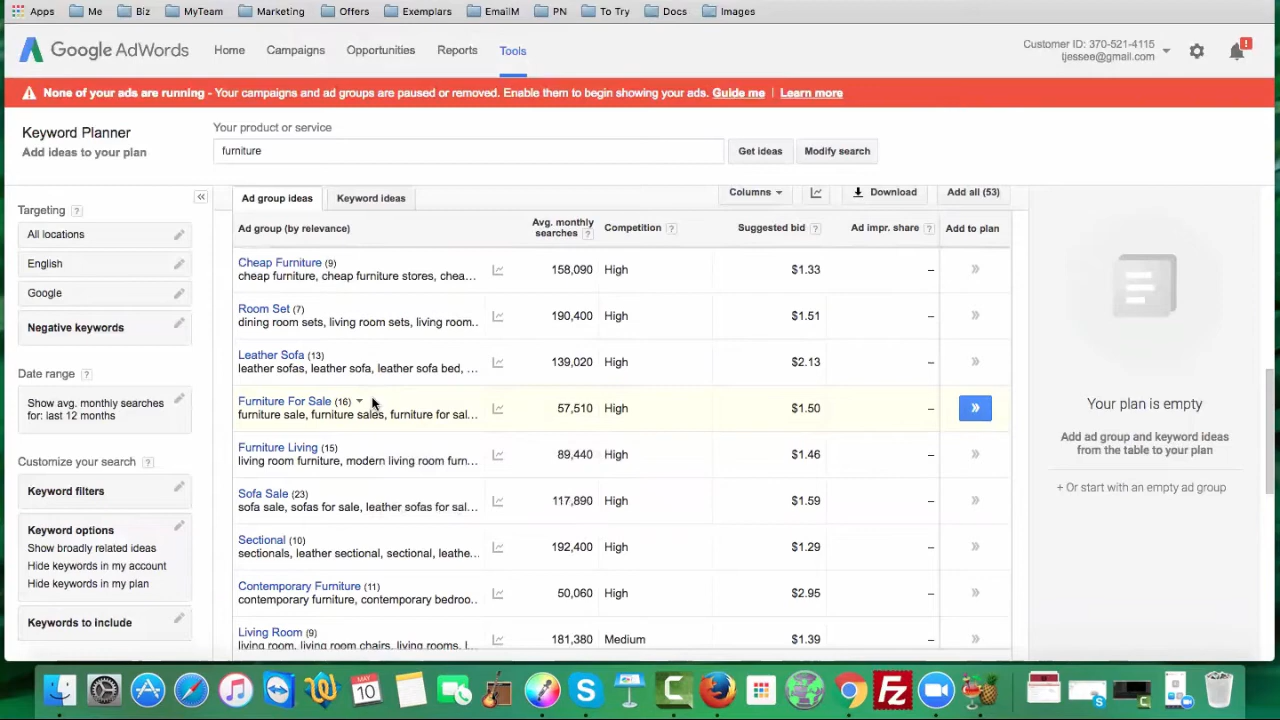 Apps Me Biz MyTeam Marketing Offers Exemplars EmailM PN To Try Docs Images
Google AdWords Home Campaigns Opportunities Reports Tools
Customer ID: 370-521-4115
tjessee@gmail.com
!
None of your ads are running - Your campaigns and ad groups are paused or removed. Enable them to begin showing your ads. Guide me | Learn more
Keyword Planner
Add ideas to your plan
Your product or service
furniture Get ideas Modify search
Targeting ?
All locations
English
Google
Negative keywords
Date range ?
Show avg. monthly searches
for: last 12 months
Customize your search ?
Keyword filters
Keyword options
Show broadly related ideas
Hide keywords in my account
Hide keywords in my plan
Keywords to include
Ad group ideas Keyword ideas Columns Download Add all (53)
Ad group (by relevance) Avg. monthly searches ? Competition ? Suggested bid ? Ad impr. share ? Add to plan
Cheap Furniture (9)
cheap furniture, cheap furniture stores, chea... 158,090 High $1.33 – »
Room Set (7)
dining room sets, living room sets, living room... 190,400 High $1.51 – »
Leather Sofa (13)
leather sofas, leather sofa, leather sofa bed, ... 139,020 High $2.13 – »
Furniture For Sale (16)
furniture sale, furniture sales, furniture for sal... 57,510 High $1.50 – »
Furniture Living (15)
living room furniture, modern living room furn... 89,440 High $1.46 – »
Sofa Sale (23)
sofa sale, sofas for sale, leather sofas for sal... 117,890 High $1.59 – »
Sectional (10)
sectionals, leather sectional, sectional, leathe... 192,400 High $1.29 – »
Contemporary Furniture (11)
contemporary furniture, contemporary bedroo... 50,060 High $2.95 – »
Living Room (9)
living room, living room chairs, living rooms, l... 181,380 Medium $1.39 – »
Your plan is empty
Add ad group and keyword ideas
from the table to your plan
+ Or start with an empty ad group
MAY
10